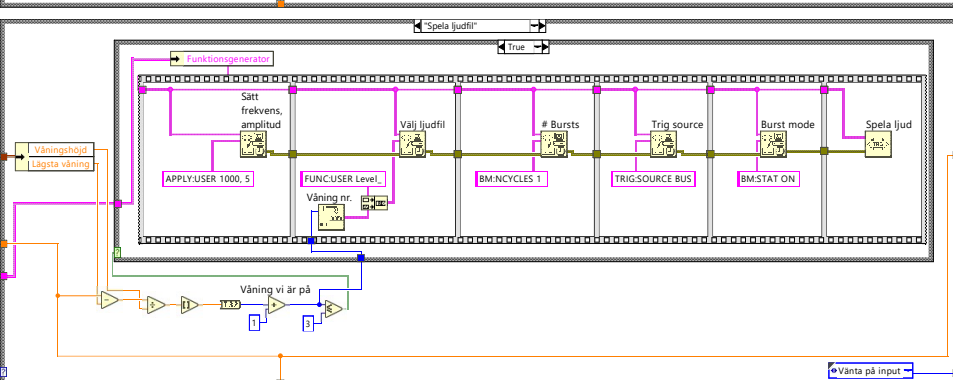 "Spela ljudfil"
True
Funktionsgenerator
Sätt
frekvens,
amplitud
Välj ljudfil
# Bursts
Trig source
Burst mode
Spela ljud
Våningshöjd
Lägsta våning
APPLY:USER 1000, 5
FUNC:USER Level_
BM:NCYCLES 1
TRIG:SOURCE BUS
BM:STAT ON
Våning nr.
Våning vi är på
1
3
Vänta på input